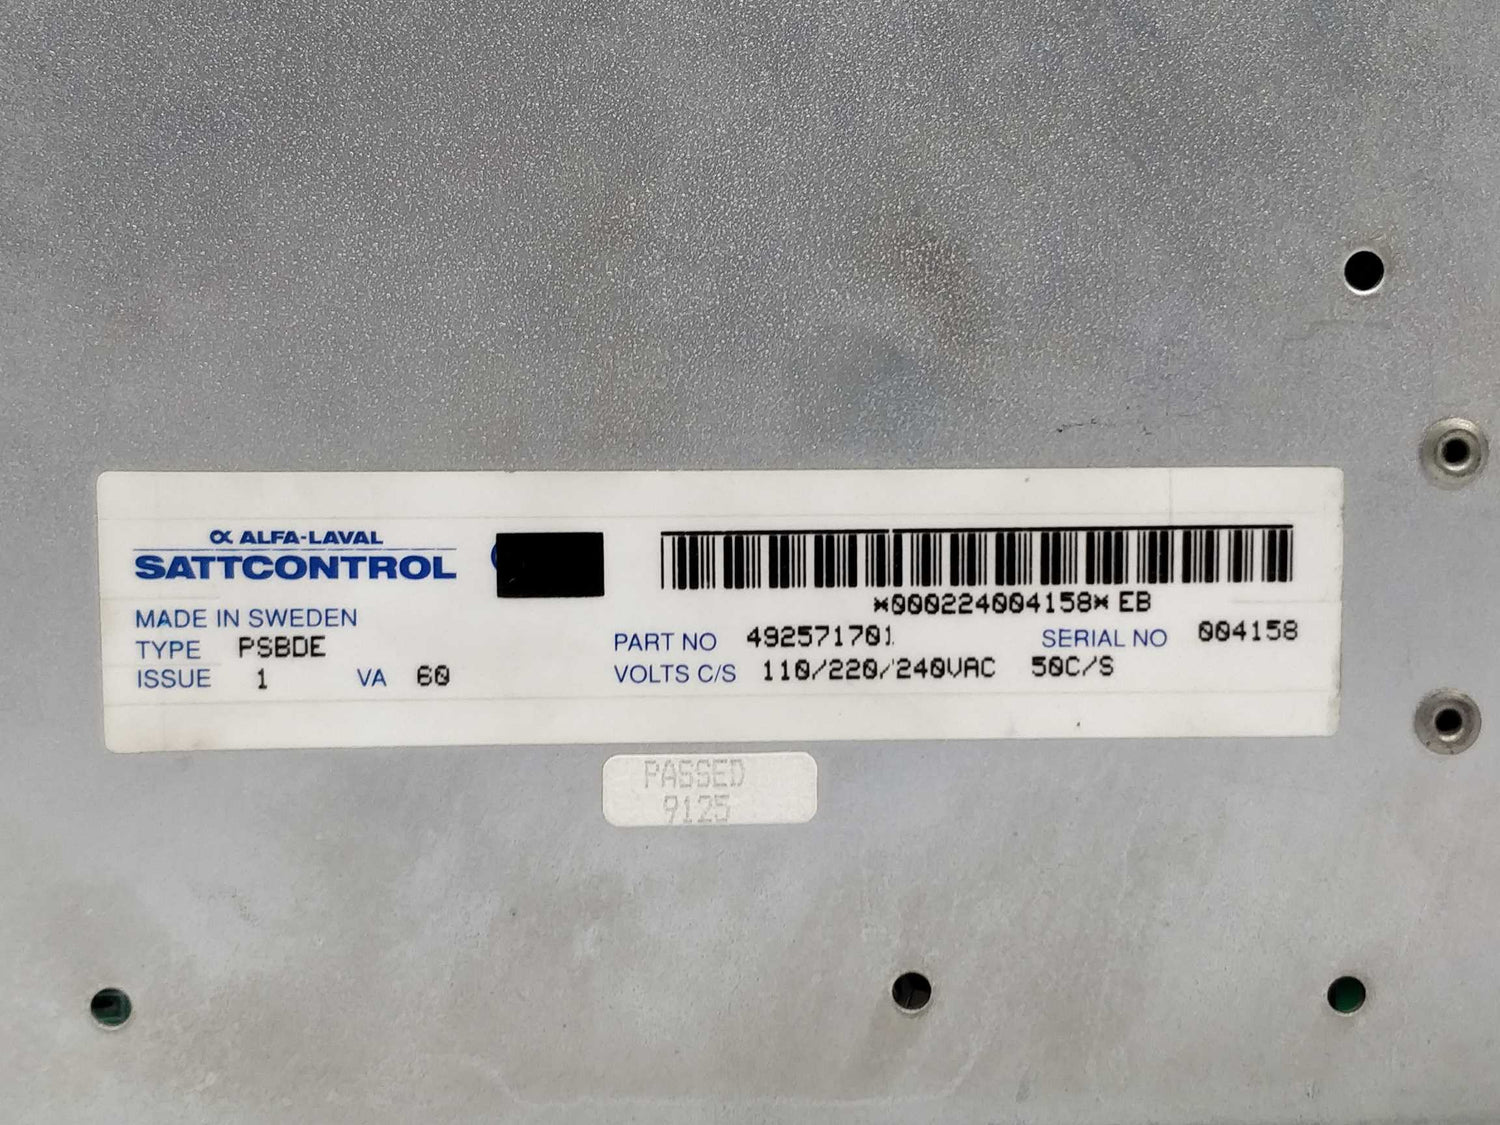 α ALFA-LAVAL
SATTCONTROL
MADE IN SWEDEN
TYPE PSBDE
ISSUE 1 VA 60
*000224004158* EB
PART NO 492571701 SERIAL NO 004158
VOLTS C/S 110/220/240VAC 50C/S
PASSED
9125